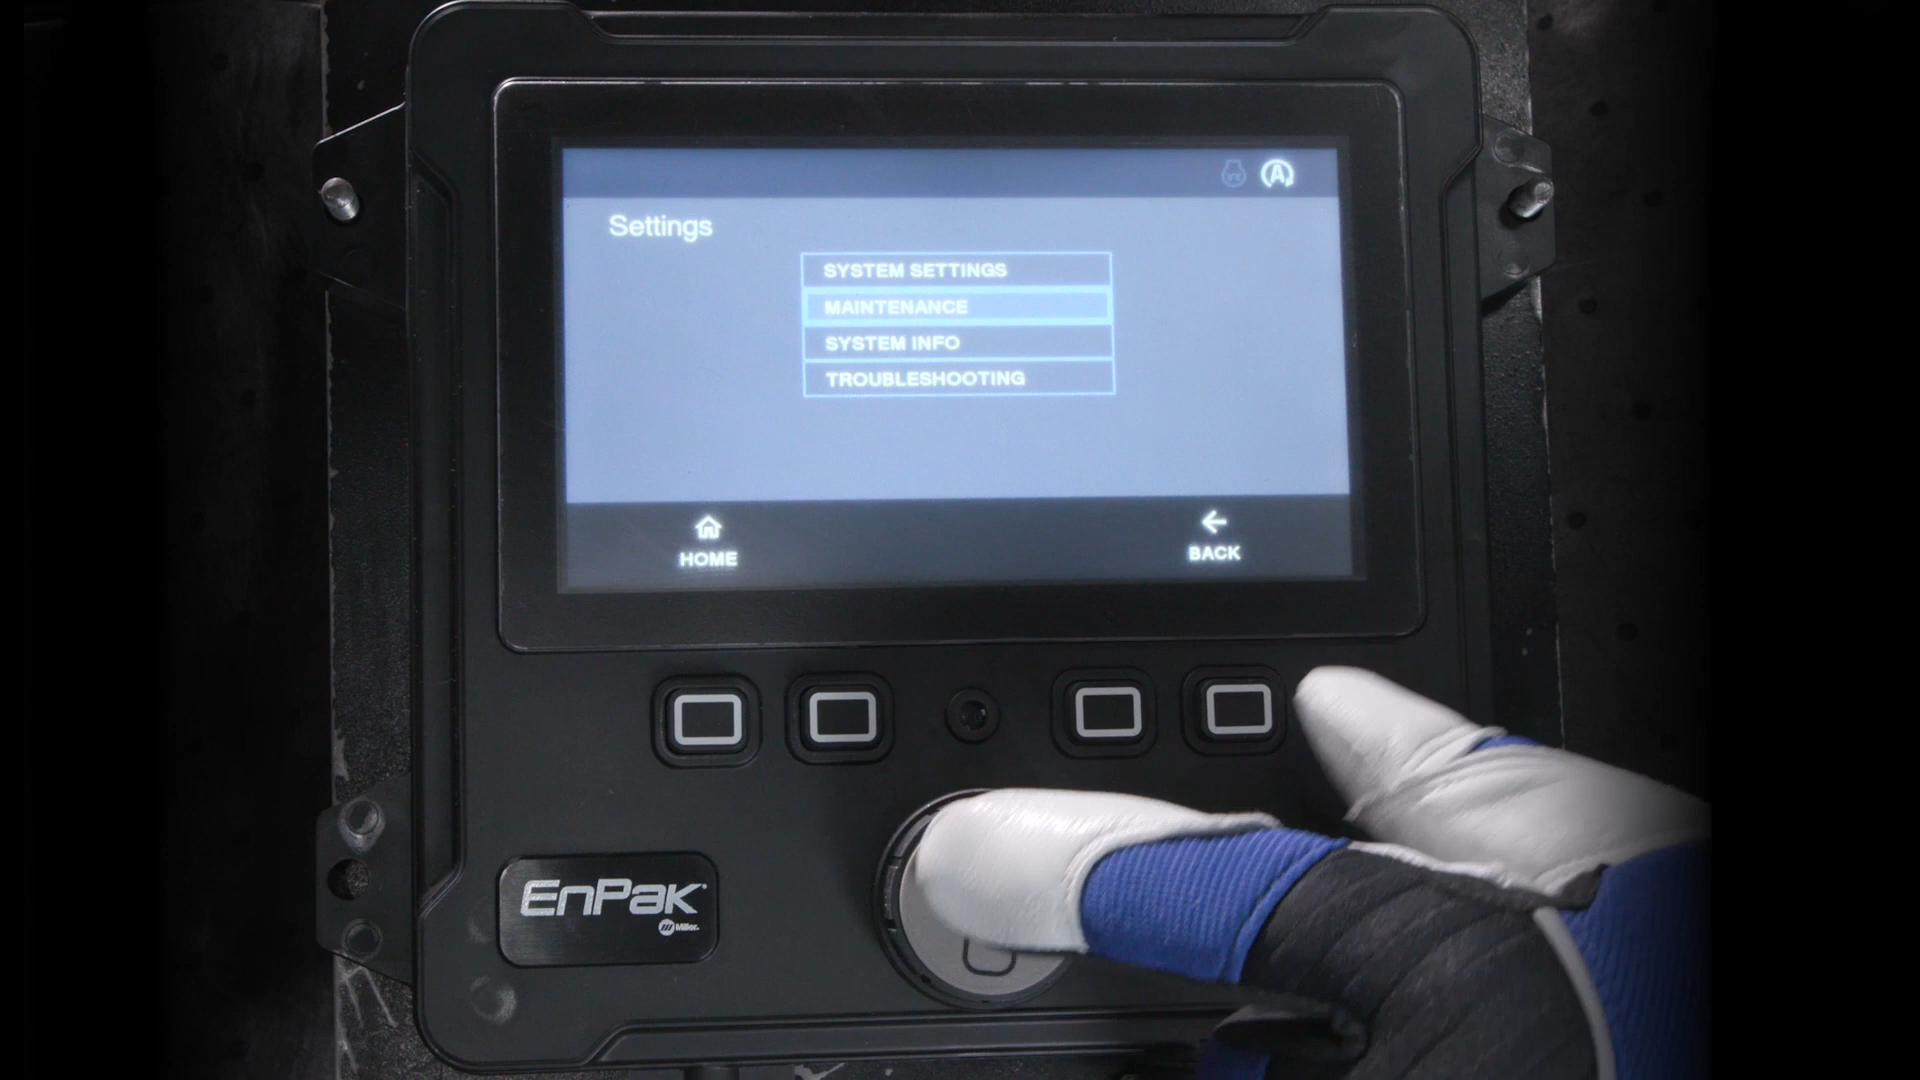 A
Settings
SYSTEM SETTINGS
MAINTENANCE
SYSTEM INFO
TROUBLESHOOTING
HOME
BACK
EnPak®
Miller.